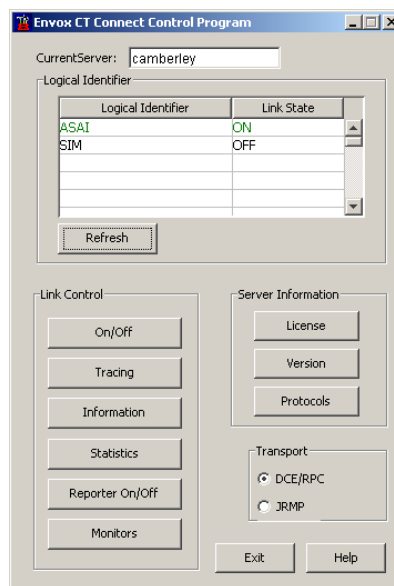 Envox CT Connect Control Program
CurrentServer: camberley
Logical Identifier
Logical Identifier Link State
ASAI ON
SIM OFF
Refresh
Link Control
On/Off
Tracing
Information
Statistics
Reporter On/Off
Monitors
Server Information
License
Version
Protocols
Transport
DCE/RPC
JRMP
Exit Help